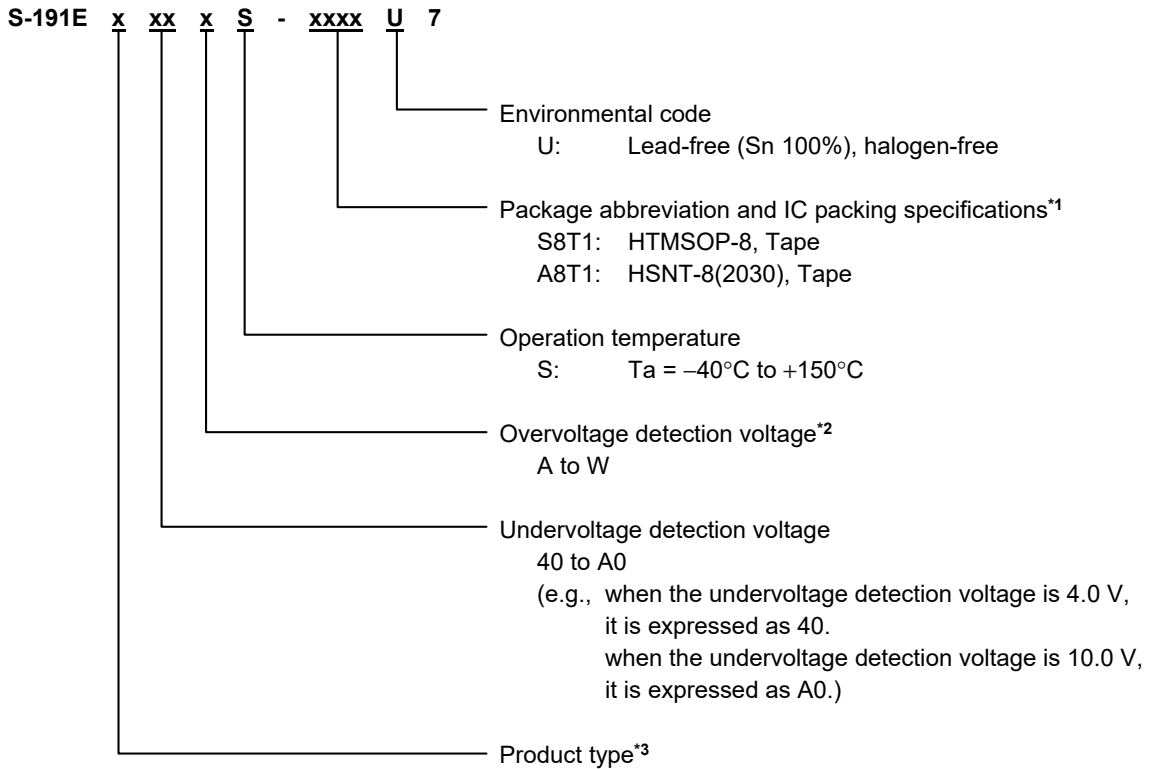 S-191E x xx x S - xxxx U 7
Environmental code
U: Lead-free (Sn 100%), halogen-free
Package abbreviation and IC packing specifications*1
S8T1: HTMSOP-8, Tape
A8T1: HSNT-8(2030), Tape
Operation temperature
S: Ta = −40°C to +150°C
Overvoltage detection voltage*2
A to W
Undervoltage detection voltage
40 to A0
(e.g., when the undervoltage detection voltage is 4.0 V,
it is expressed as 40.
when the undervoltage detection voltage is 10.0 V,
it is expressed as A0.)
Product type*3